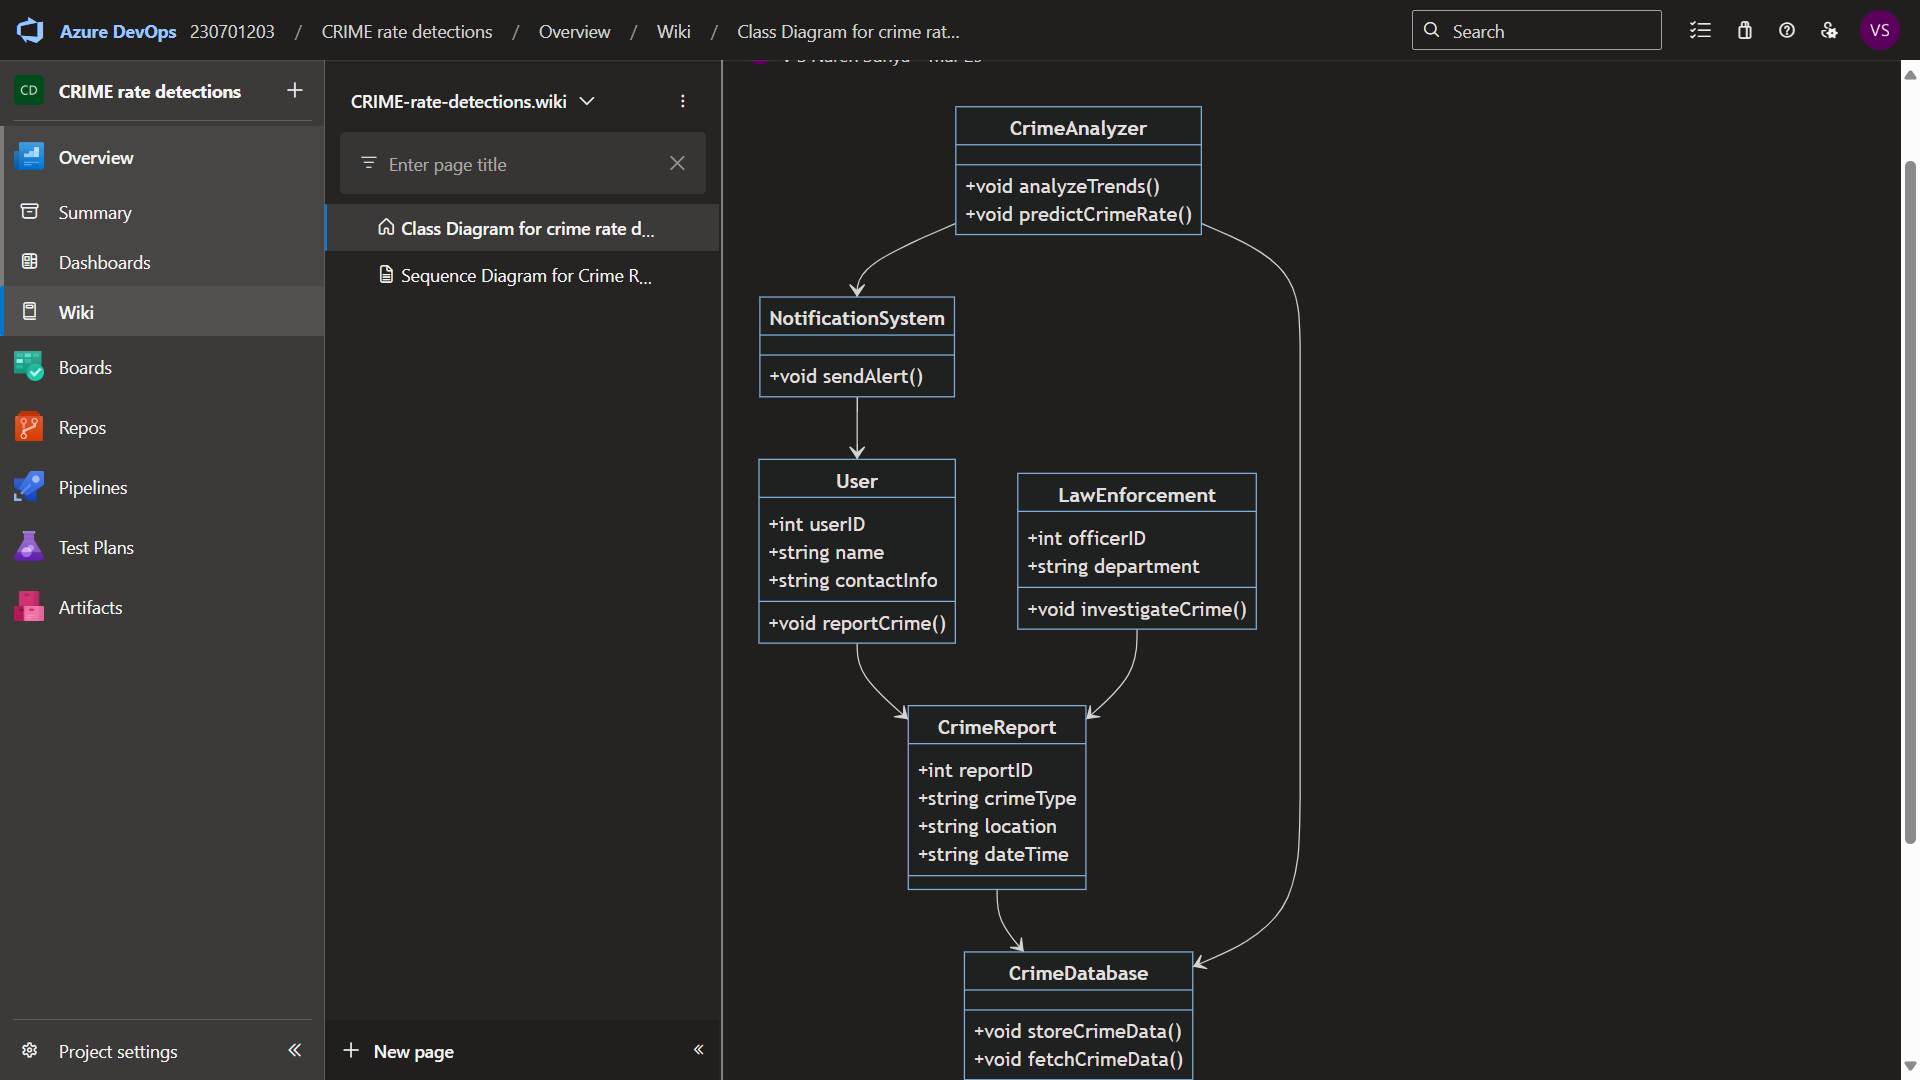 Azure DevOps 230701203 / CRIME rate detections / Overview / Wiki / Class Diagram for crime rat...
Search
VS
CD CRIME rate detections
Overview
Summary
Dashboards
Wiki
Boards
Repos
Pipelines
Test Plans
Artifacts
Project settings
CRIME-rate-detections.wiki
Enter page title
Class Diagram for crime rate d...
Sequence Diagram for Crime R...
New page
CrimeAnalyzer
+void analyzeTrends()
+void predictCrimeRate()
NotificationSystem
+void sendAlert()
User
+int userID
+string name
+string contactInfo
+void reportCrime()
LawEnforcement
+int officerID
+string department
+void investigateCrime()
CrimeReport
+int reportID
+string crimeType
+string location
+string dateTime
CrimeDatabase
+void storeCrimeData()
+void fetchCrimeData()